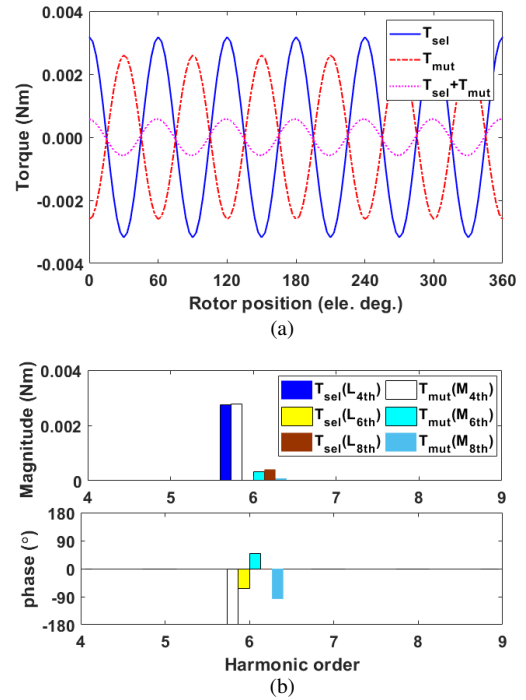 0.004
0.002
0.000
-0.002
-0.004
Torque (Nm)
T_sel
T_mut
T_sel+T_mut
0 60 120 180 240 300 360
Rotor position (ele. deg.)
(a)
0.004
0.002
0
Magnitude (Nm)
T_sel(L_4th) T_mut(M_4th)
T_sel(L_6th) T_mut(M_6th)
T_sel(L_8th) T_mut(M_8th)
4 5 6 7 8 9
180
90
0
-90
-180
phase (°)
4 5 6 7 8 9
Harmonic order
(b)